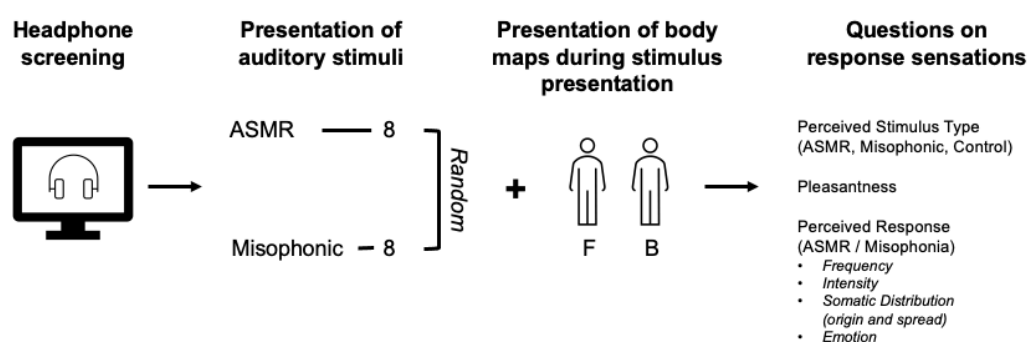 Headphone
screening
Presentation of
auditory stimuli
Presentation of body
maps during stimulus
presentation
Questions on
response sensations
ASMR
8
Misophonic
8
Random
+
F
B
Perceived Stimulus Type
(ASMR, Misophonic, Control)
Pleasantness
Perceived Response
(ASMR / Misophonia)
• Frequency
• Intensity
• Somatic Distribution
(origin and spread)
• Emotion